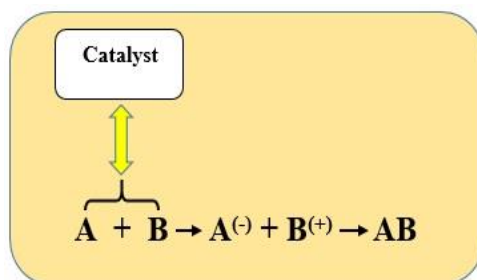 Catalyst
A + B → A⁽⁻⁾ + B⁽⁺⁾ → AB